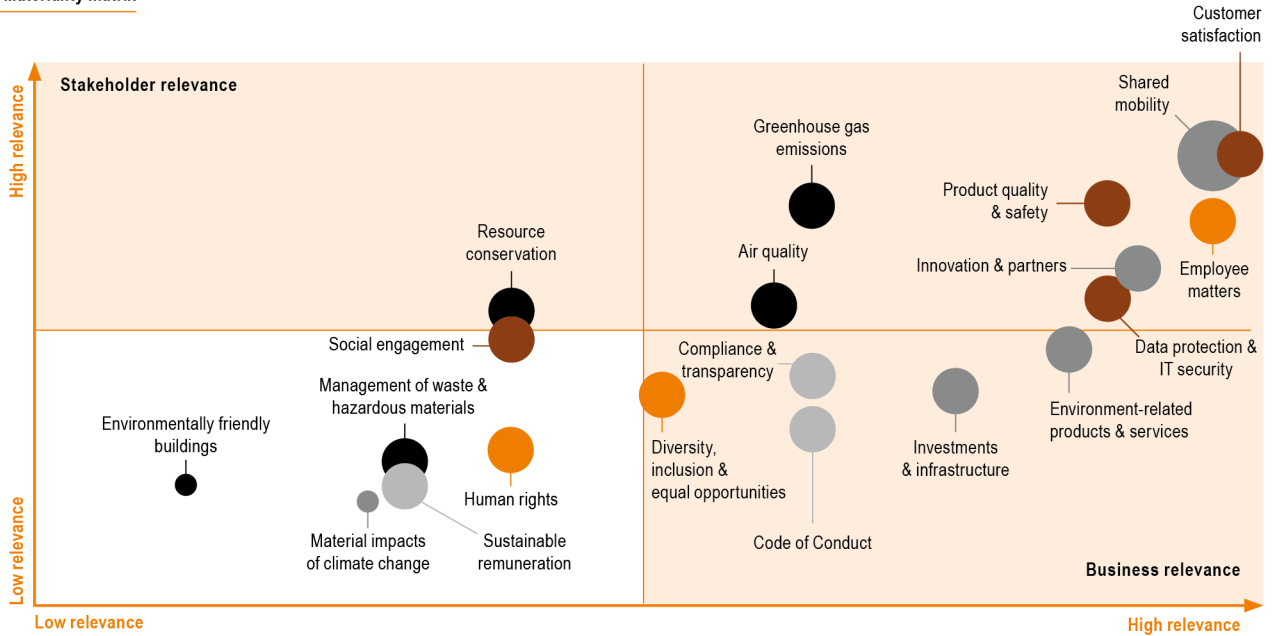 Materiality Matrix
Customer
satisfaction
Stakeholder relevance
Shared
mobility
High relevance
Greenhouse gas
emissions
Product quality
& safety
Resource
conservation
Air quality
Innovation & partners
Employee
matters
Social engagement
Compliance &
transparency
Data protection &
IT security
Management of waste &
hazardous materials
Environmentally friendly
buildings
Environment-related
products & services
Diversity,
inclusion &
equal opportunities
Investments
& infrastructure
Human rights
Low relevance
Material impacts
of climate change
Sustainable
remuneration
Code of Conduct
Business relevance
Low relevance
High relevance